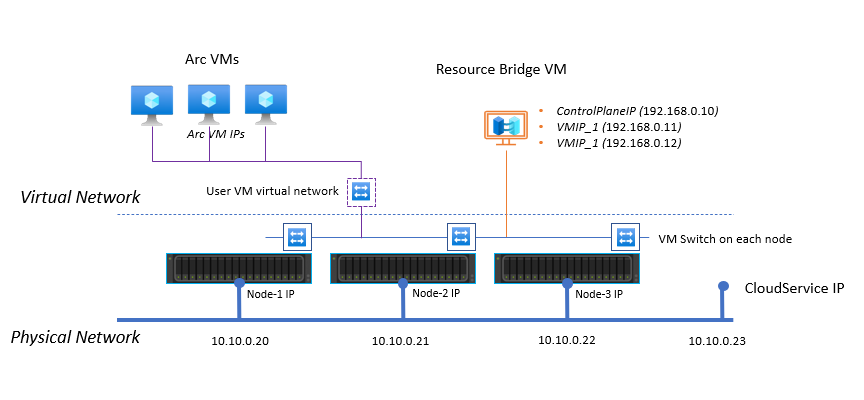 Arc VMs
Resource Bridge VM
ControlPlaneIP (192.168.0.10)
VMIP_1 (192.168.0.11)
VMIP_1 (192.168.0.12)
Arc VM IPs
User VM virtual network
Virtual Network
VM Switch on each node
Node-1 IP
Node-2 IP
Node-3 IP
CloudService IP
Physical Network
10.10.0.20
10.10.0.21
10.10.0.22
10.10.0.23